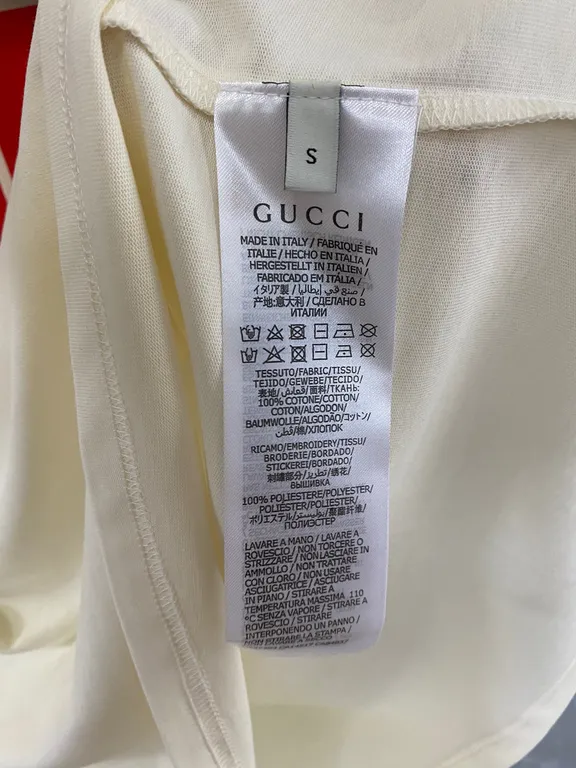 S
GUCCI
MADE IN ITALY / FABRIQUÉ EN
ITALIE / HECHO EN ITALIA /
HERGESTELLT IN ITALIEN /
FABRICADO EM ITÁLIA /
イタリア製 / صنع في إيطاليا /
产地:意大利 / СДЕЛАНО В
ИТАЛИИ
TESSUTO/FABRIC/TISSU/
TEJIDO/GEWEBE/TECIDO/
表地/قماش/面料/ТКАНЬ:
100% COTONE/COTTON/
COTON/ALGODON/
BAUMWOLLE/ALGODÃO/コットン/
قطن/棉/ХЛОПОК
RICAMO/EMBROIDERY/TISSU/
BRODERIE/BORDADO/
STICKEREI/BORDADO/
刺繍部分/تطريز/绣花/
ВЫШИВКА
100% POLIESTERE/POLYESTER/
POLIESTER/POLYESTER/
ポリエステル/بوليستر/聚酯纤维/
ПОЛИЭСТЕР
LAVARE A MANO / LAVARE A
ROVESCIO / NON TORCERE O
STRIZZARE / NON LASCIARE IN
AMMOLLO / NON TRATTARE
CON CLORO / NON USARE
ASCIUGATRICE / ASCIUGARE
IN PIANO / STIRARE A
TEMPERATURA MASSIMA 110
°C SENZA VAPORE / STIRARE A
ROVESCIO / STIRARE
INTERPONENDO UN PANNO /
NON STIRARE LA STAMPA /